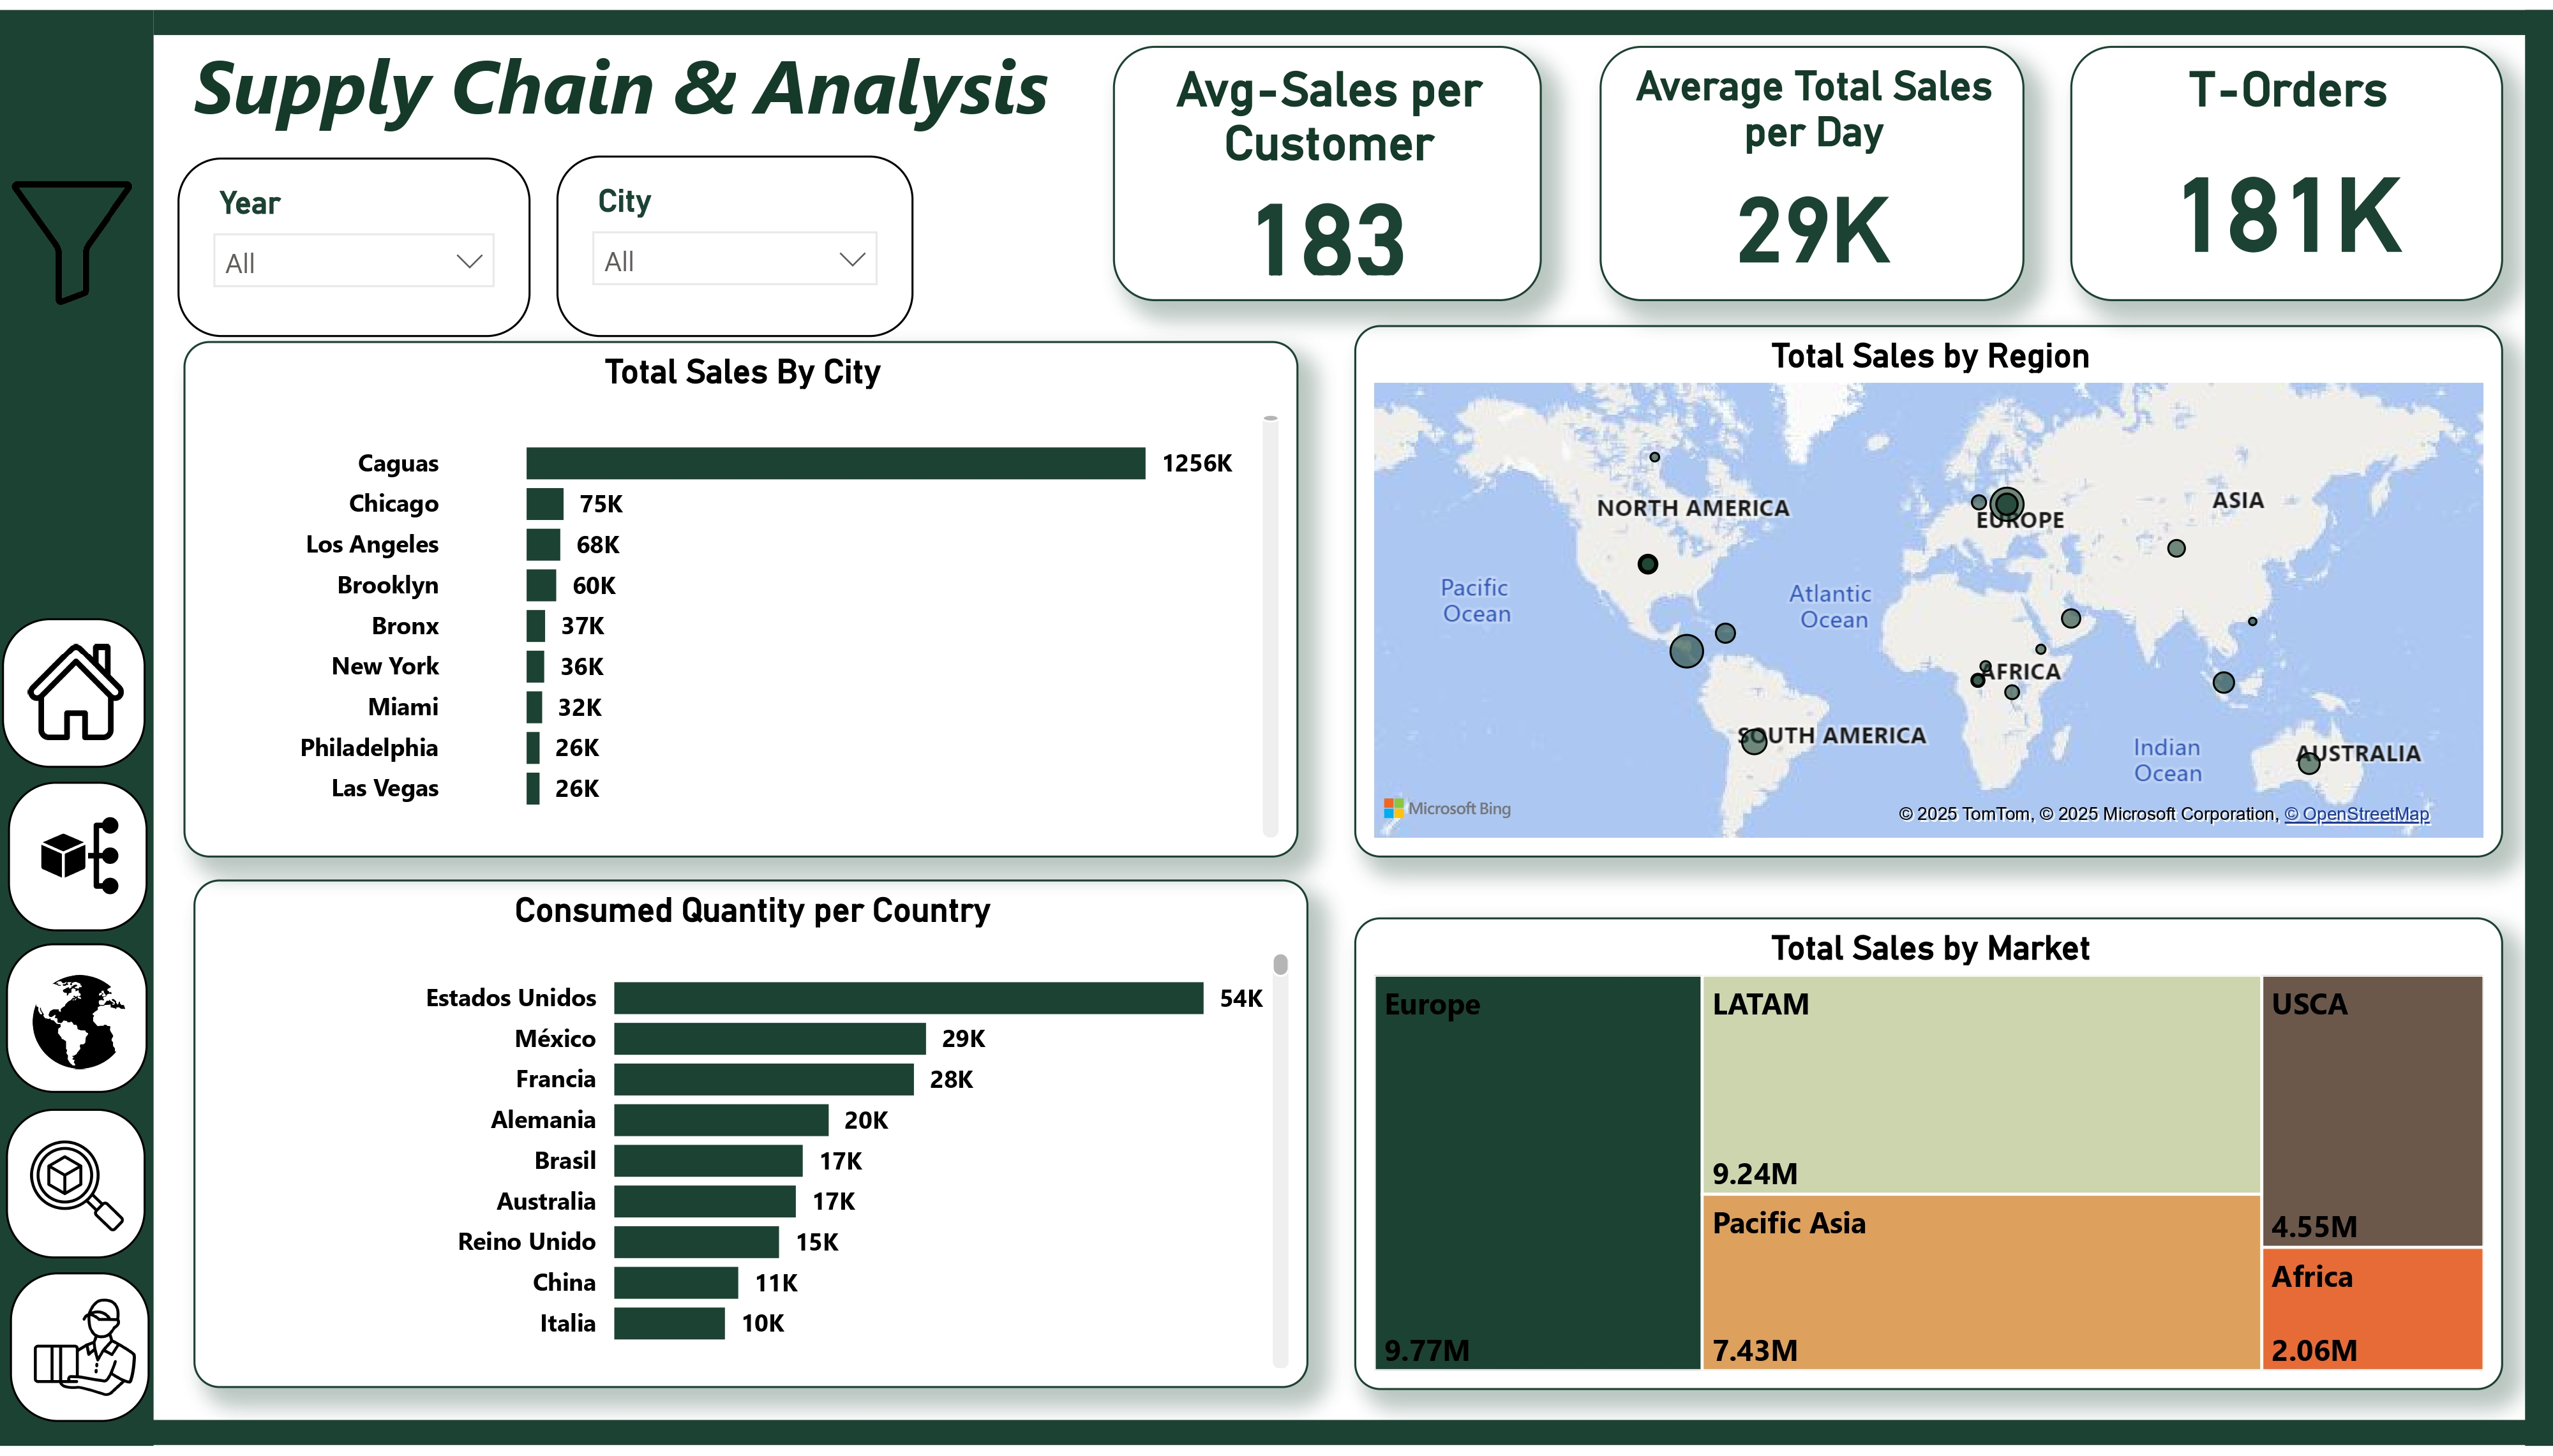 Supply Chain & Analysis
Avg-Sales per
Customer
183
Average Total Sales
per Day
29K
T-Orders
181K
Year
All
City
All
Total Sales By City
Caguas 1256K
Chicago 75K
Los Angeles 68K
Brooklyn 60K
Bronx 37K
New York 36K
Miami 32K
Philadelphia 26K
Las Vegas 26K
Total Sales by Region
NORTH AMERICA
EUROPE
ASIA
Pacific
Ocean
Atlantic
Ocean
AFRICA
SOUTH AMERICA
Indian
Ocean
AUSTRALIA
Microsoft Bing
© 2025 TomTom, © 2025 Microsoft Corporation, © OpenStreetMap
Consumed Quantity per Country
Estados Unidos 54K
México 29K
Francia 28K
Alemania 20K
Brasil 17K
Australia 17K
Reino Unido 15K
China 11K
Italia 10K
Total Sales by Market
Europe
9.77M
LATAM
9.24M
Pacific Asia
7.43M
USCA
4.55M
Africa
2.06M